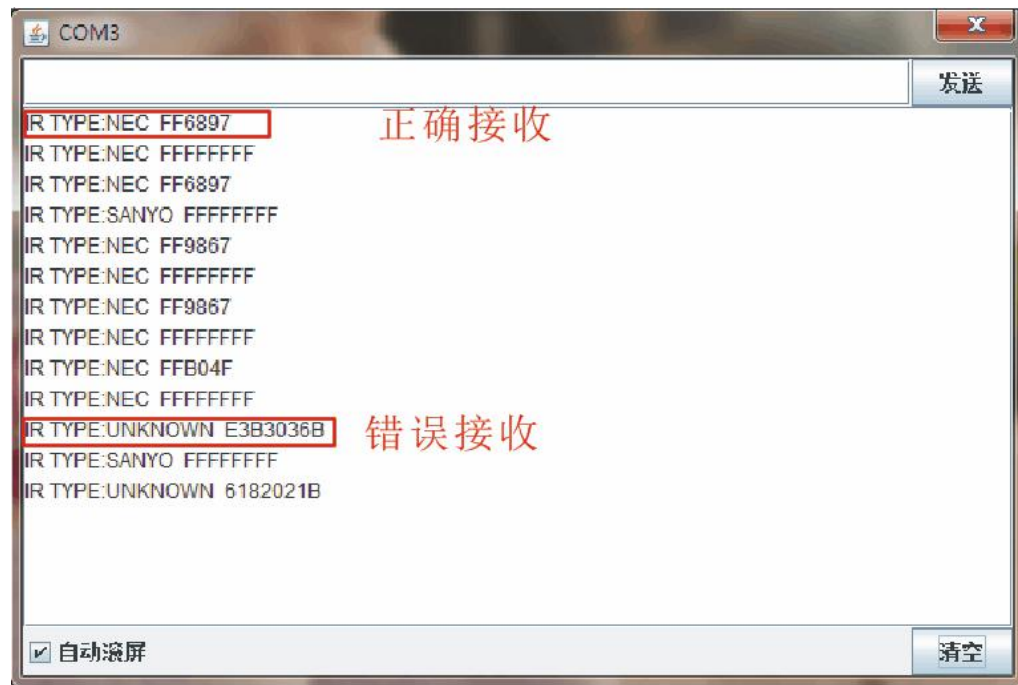 COM3
发送
IR TYPE:NEC FF6897
正确接收
IR TYPE:NEC FFFFFFFF
IR TYPE:NEC FF6897
IR TYPE:SANYO FFFFFFFF
IR TYPE:NEC FF9867
IR TYPE:NEC FFFFFFFF
IR TYPE:NEC FF9867
IR TYPE:NEC FFFFFFFF
IR TYPE:NEC FFB04F
IR TYPE:NEC FFFFFFFF
IR TYPE:UNKNOWN E3B3036B
错误接收
IR TYPE:SANYO FFFFFFFF
IR TYPE:UNKNOWN 6182021B
自动滚屏
清空